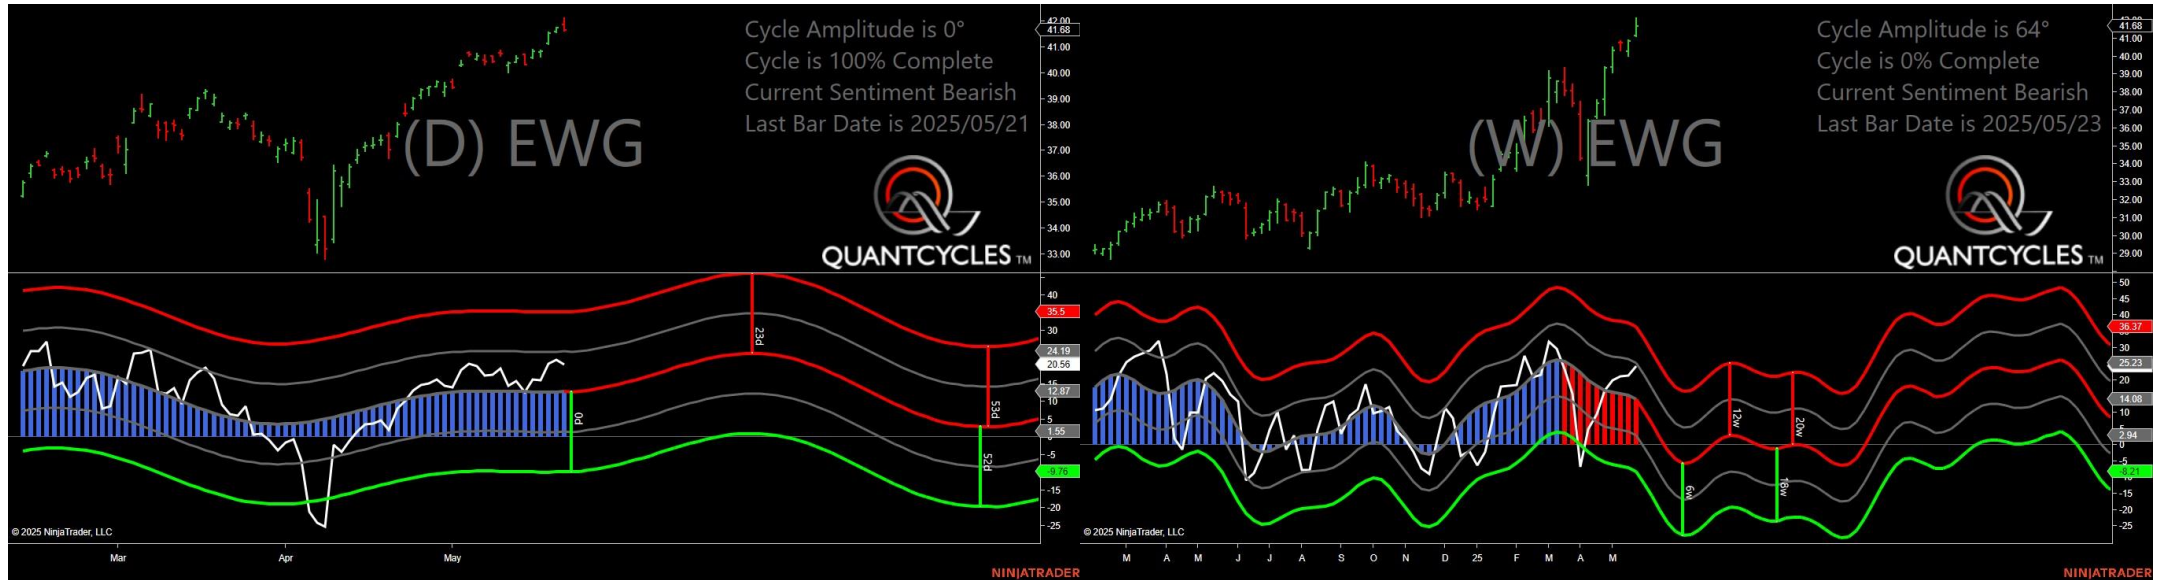 Cycle Amplitude is 0°
Cycle is 100% Complete
Current Sentiment Bearish
Last Bar Date is 2025/05/21
(D) EWG
QUANTCYCLES TM
42.00
41.68
41.00
40.00
39.00
38.00
37.00
36.00
35.00
34.00
33.00
40
35.5
30
24.19
20.56
15
12.87
10
5
1.55
-5
-9.76
-15
-20
-25
23d
0d
53d
52d
© 2025 NinjaTrader, LLC
Mar Apr May
NINJATRADER
Cycle Amplitude is 64°
Cycle is 0% Complete
Current Sentiment Bearish
Last Bar Date is 2025/05/23
(W) EWG
QUANTCYCLES TM
41.68
41.00
40.00
39.00
38.00
37.00
36.00
35.00
34.00
33.00
32.00
31.00
30.00
29.00
50
45
40
36.37
30
25.23
20
14.08
10
5
2.94
-5
-8.21
-15
-20
-25
12w
20w
6w
18w
© 2025 NinjaTrader, LLC
M A M J J A S O N D 25 F M A M
NINJATRADER